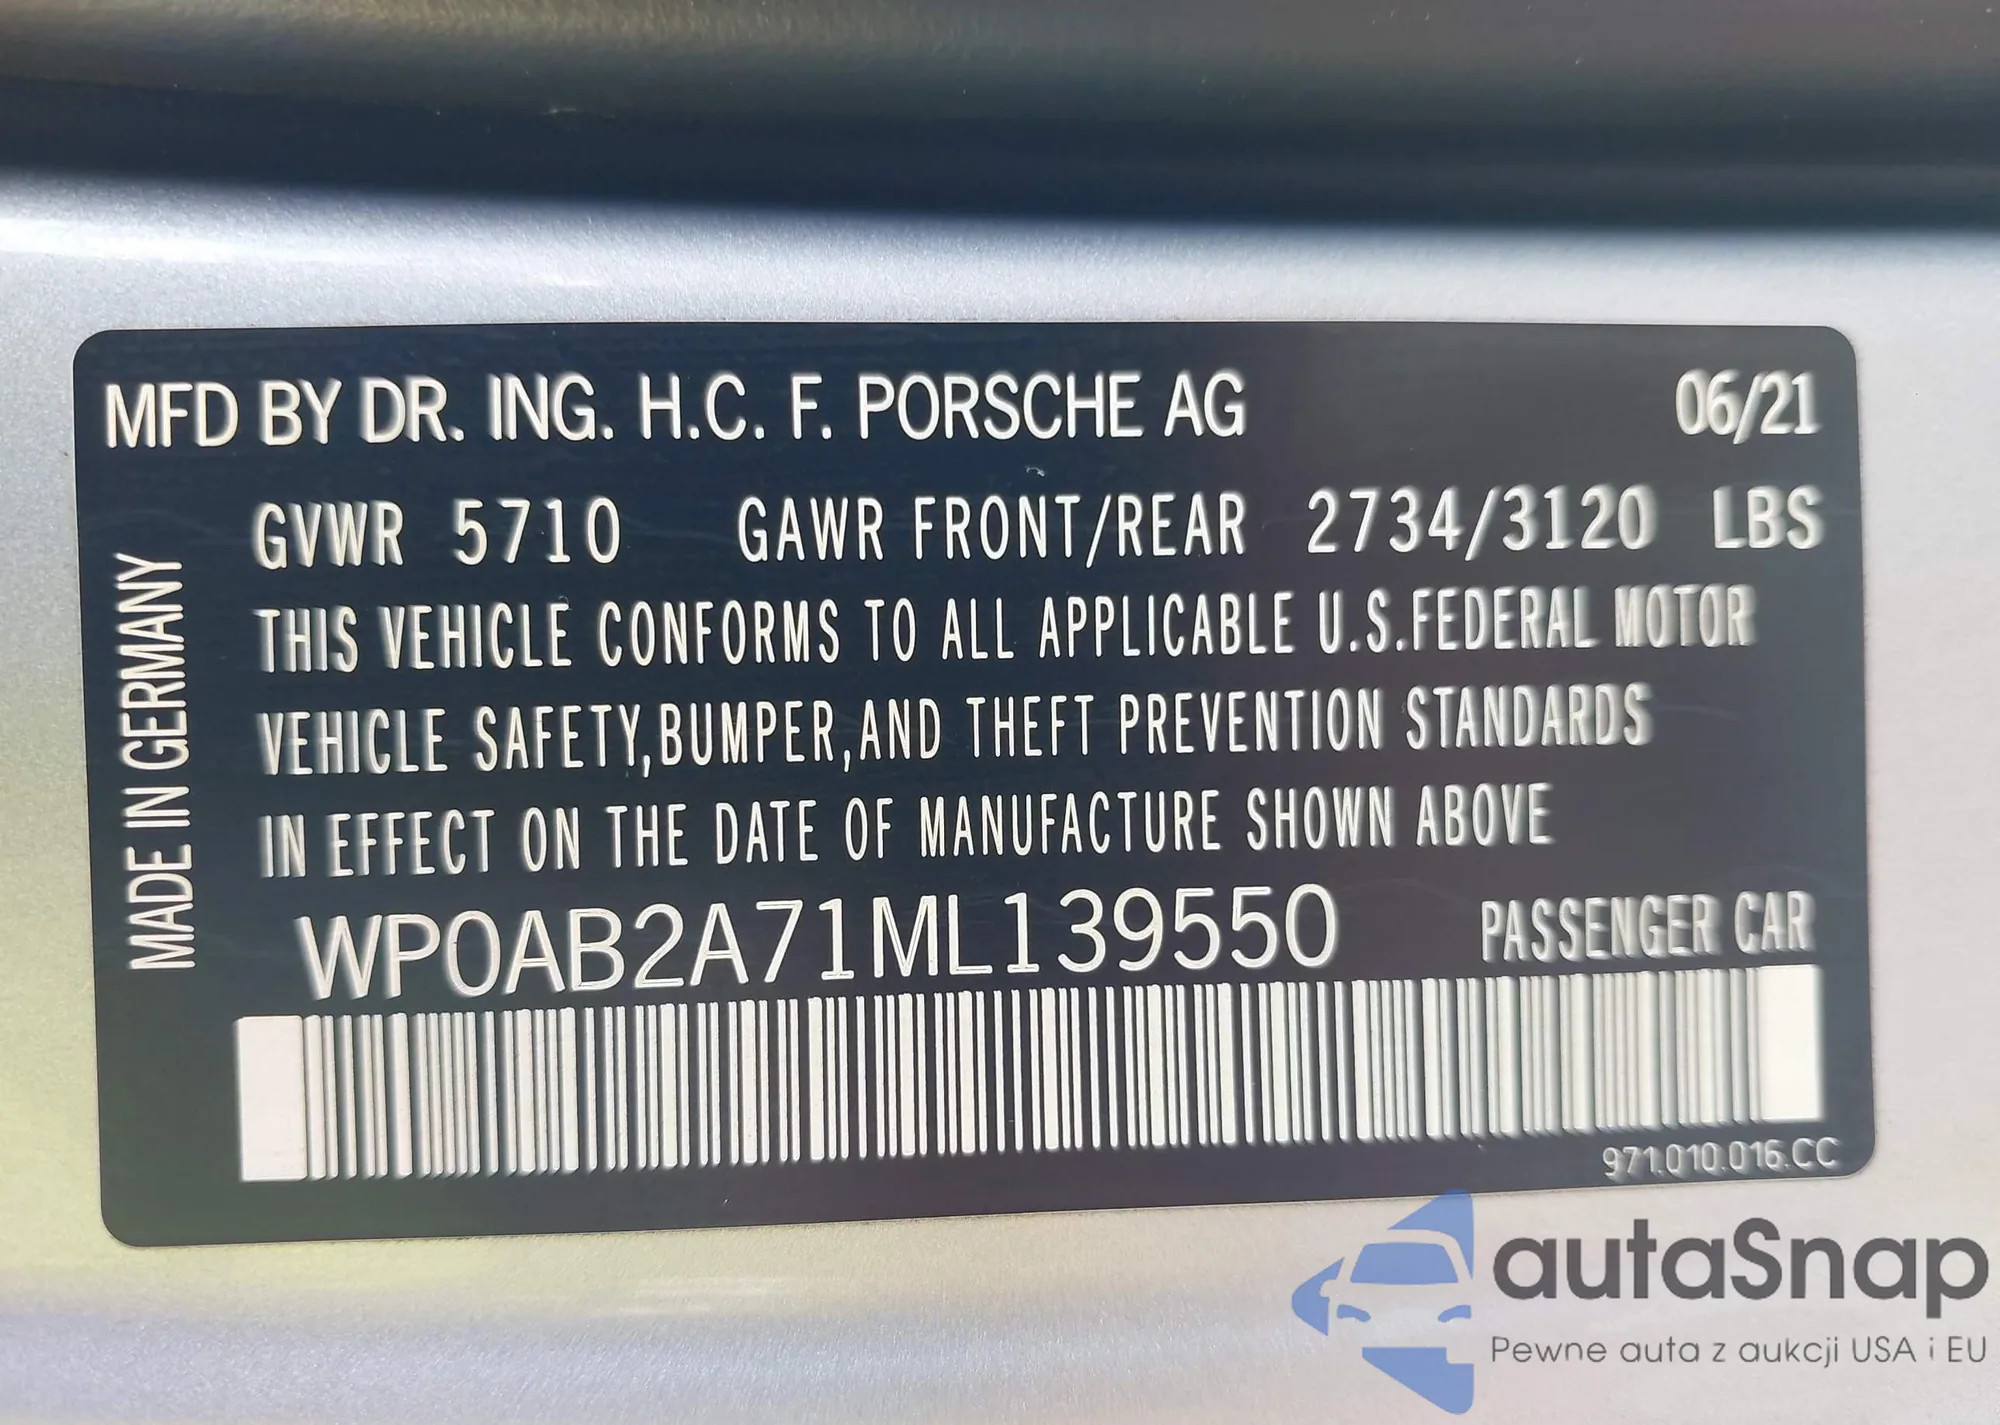 MFD BY DR. ING. H.C. F. PORSCHE AG 06/21
GVWR 5710 GAWR FRONT/REAR 2734/3120 LBS
THIS VEHICLE CONFORMS TO ALL APPLICABLE U.S.FEDERAL MOTOR
VEHICLE SAFETY,BUMPER,AND THEFT PREVENTION STANDARDS
IN EFFECT ON THE DATE OF MANUFACTURE SHOWN ABOVE
WP0AB2A71ML139550 PASSENGER CAR
MADE IN GERMANY
971.010.016.CC
autaSnap
Pewne auta z aukcji USA i EU